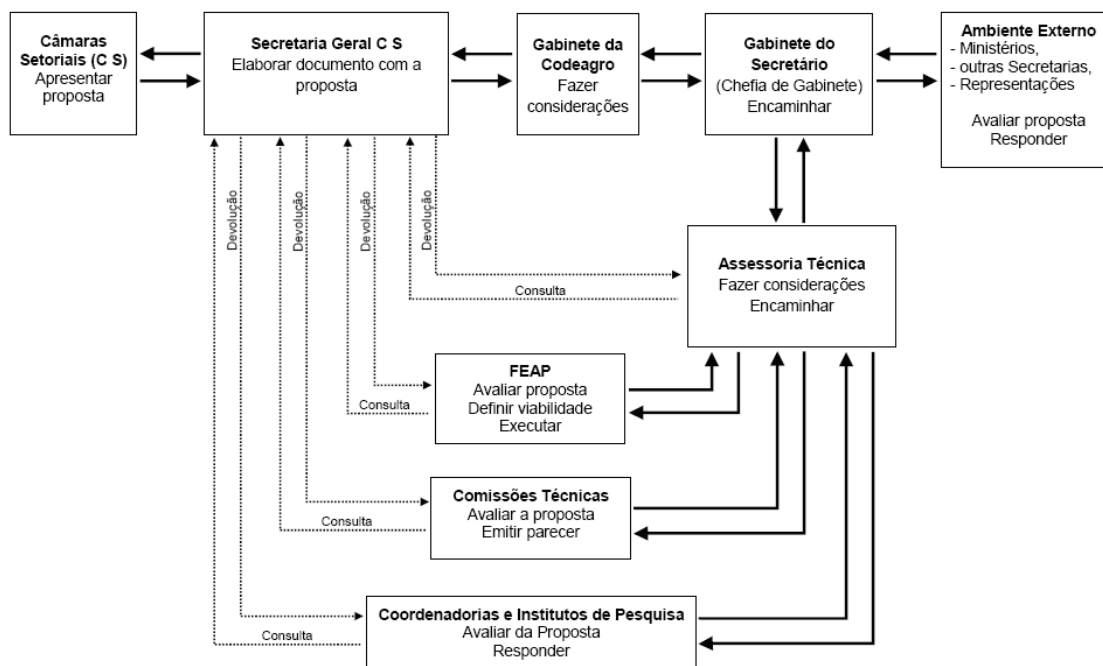 Câmaras
Setoriais (C S)
Apresentar
proposta
Secretaria Geral C S
Elaborar documento com a
proposta
Gabinete da
Codeagro
Fazer
considerações
Gabinete do
Secretário
(Chefia de Gabinete)
Encaminhar
Ambiente Externo
- Ministérios,
- outras Secretarias,
- Representações
Avaliar proposta
Responder
Devolução
Devolução
Devolução
Devolução
Assessoria Técnica
Fazer considerações
Encaminhar
Consulta
FEAP
Avaliar proposta
Definir viabilidade
Executar
Consulta
Comissões Técnicas
Avaliar a proposta
Emitir parecer
Consulta
Coordenadorias e Institutos de Pesquisa
Avaliar da Proposta
Responder
Consulta